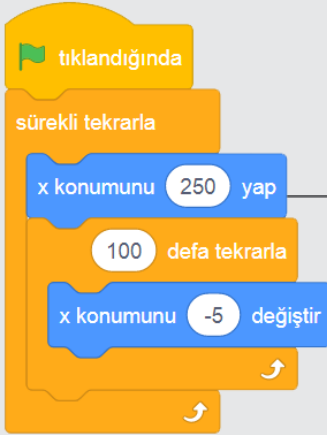 tıklandığında
sürekli tekrarla
x konumunu 250 yap
100 defa tekrarla
x konumunu -5 değiştir